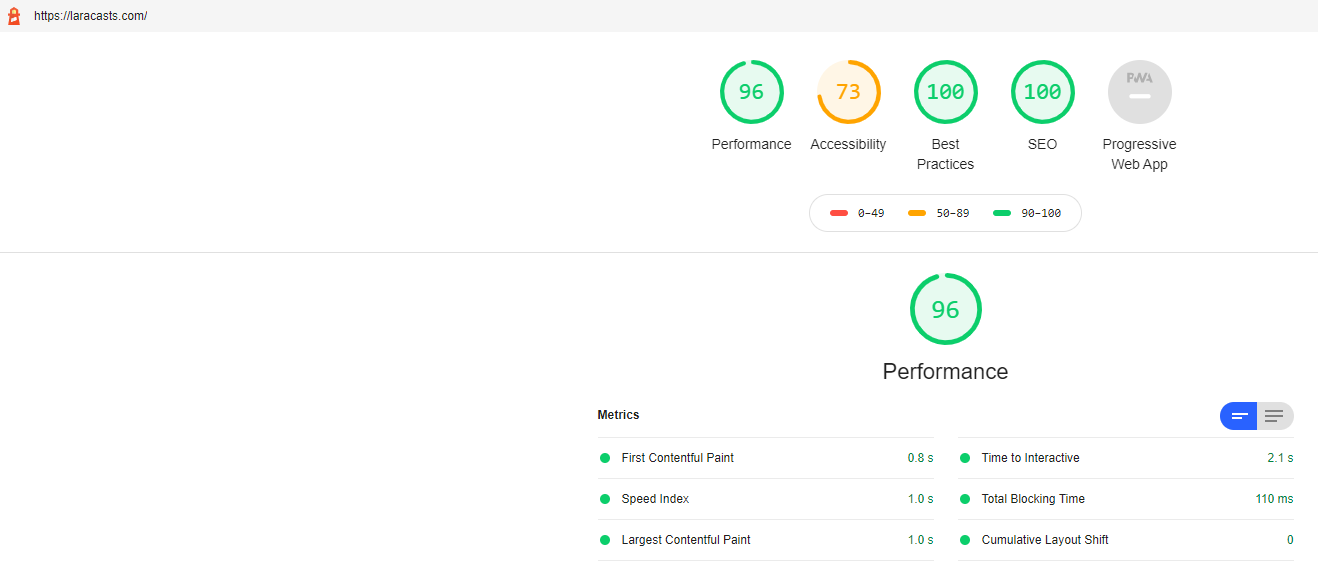 https://laracasts.com/
96
73
100
100
PWA
Performance
Accessibility
Best
Practices
SEO
Progressive
Web App
0–49
50–89
90–100
96
Performance
Metrics
First Contentful Paint 0.8 s
Time to Interactive 2.1 s
Speed Index 1.0 s
Total Blocking Time 110 ms
Largest Contentful Paint 1.0 s
Cumulative Layout Shift 0